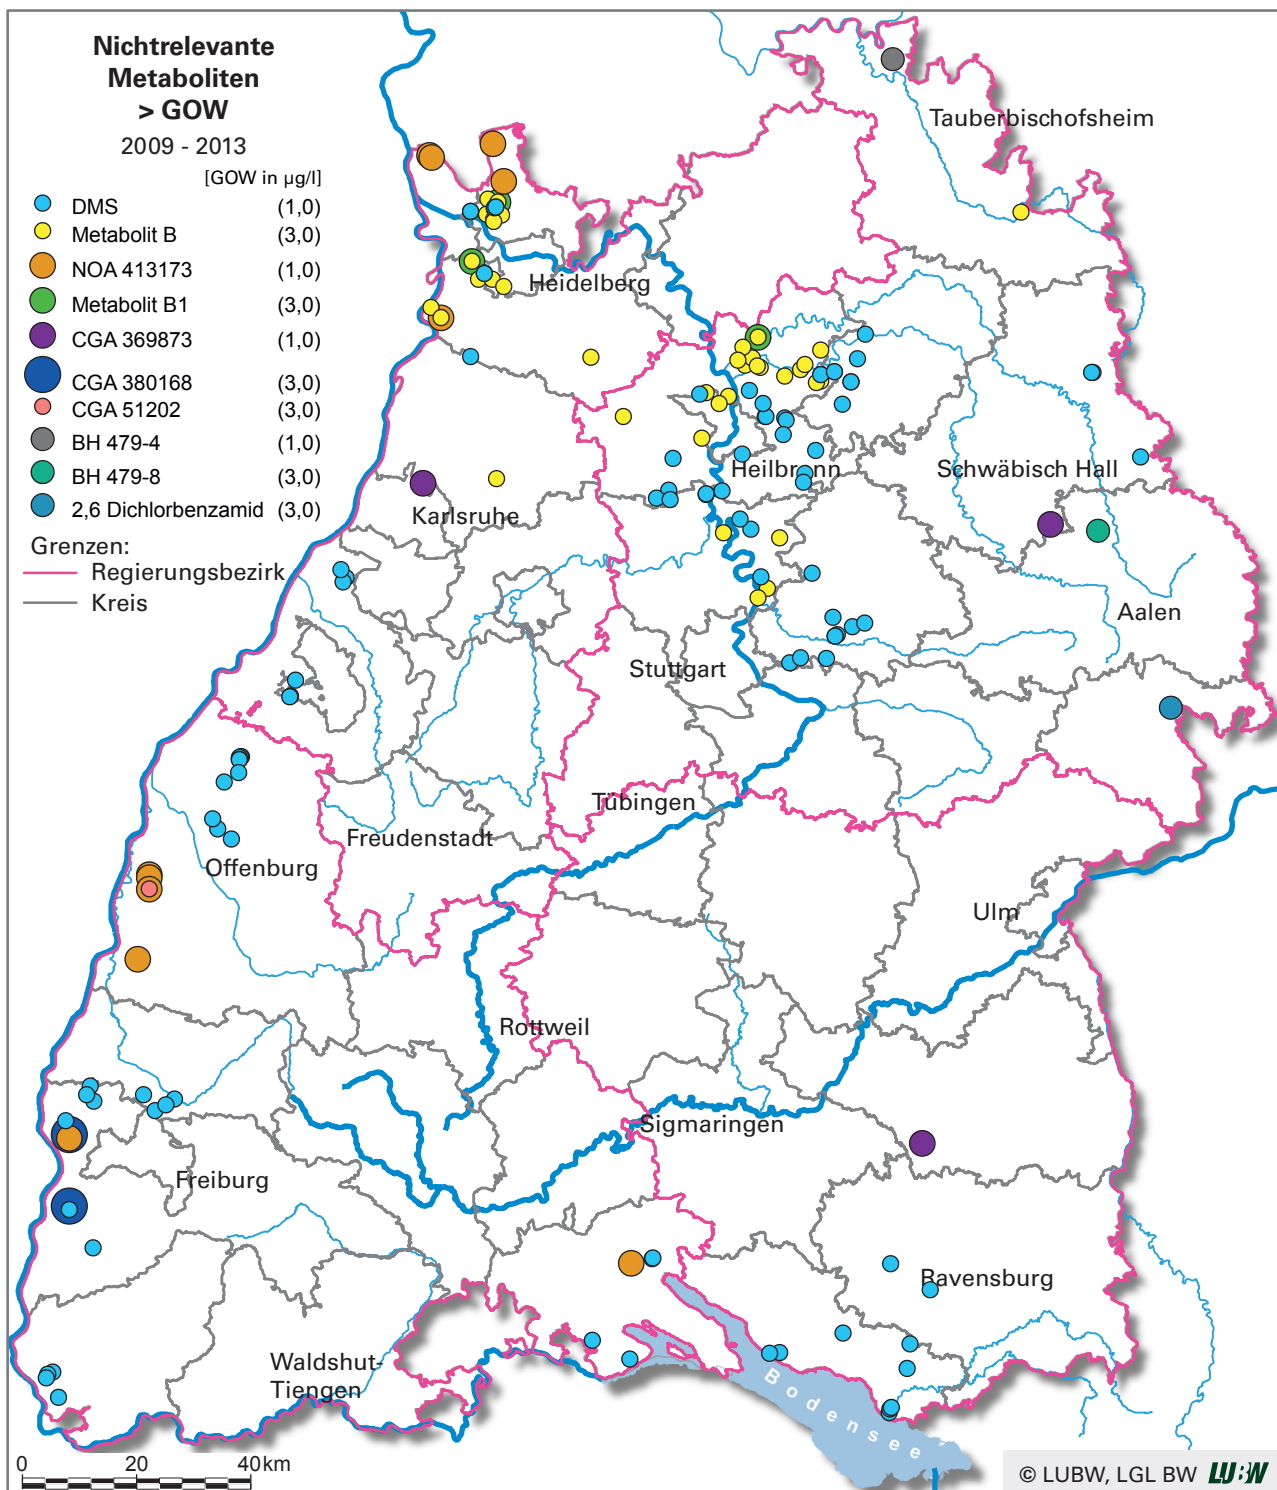 Nichtrelevante
Metaboliten
> GOW
2009 - 2013
[GOW in µg/l]
DMS (1,0)
Metabolit B (3,0)
NOA 413173 (1,0)
Metabolit B1 (3,0)
CGA 369873 (1,0)
CGA 380168 (3,0)
CGA 51202 (3,0)
BH 479-4 (1,0)
BH 479-8 (3,0)
2,6 Dichlorbenzamid (3,0)
Grenzen:
Regierungsbezirk
Kreis
Tauberbischofsheim
Heidelberg
Heilbronn
Schwäbisch Hall
Karlsruhe
Aalen
Stuttgart
Tübingen
Freudenstadt
Offenburg
Ulm
Rottweil
Sigmaringen
Freiburg
Ravensburg
Waldshut-
Tiengen
Bodensee
0 20 40 km
© LUBW, LGL BW LUBW